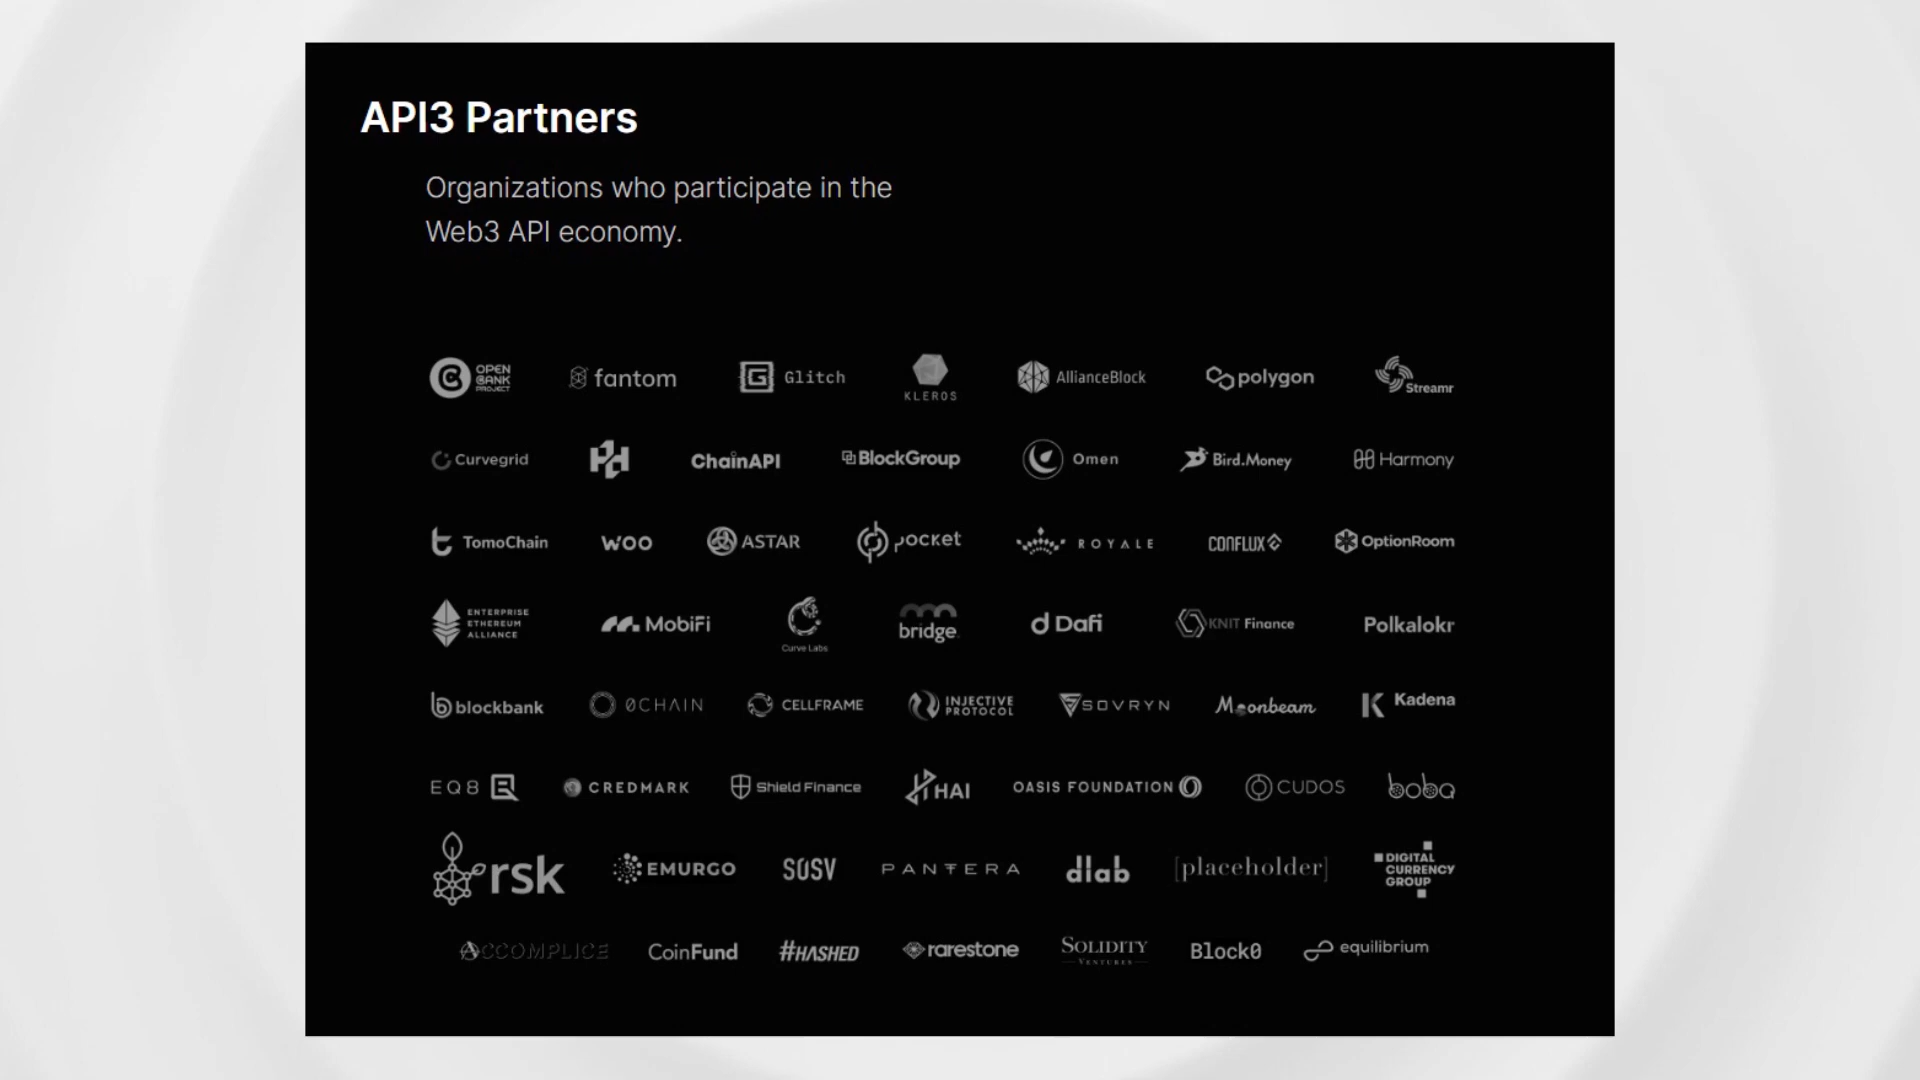 API3 Partners
Organizations who participate in the
Web3 API economy.
OPEN BANK PROJECT fantom Glitch KLEROS AllianceBlock polygon Streamr
Curvegrid ChainAPI BlockGroup Omen Bird.Money Harmony
TomoChain WOO ASTAR pocket ROYALE CONFLUX OptionRoom
ENTERPRISE ETHEREUM ALLIANCE MobiFi Curve Labs bridge Dafi KNIT Finance Polkalokr
blockbank 0CHAIN CELLFRAME INJECTIVE PROTOCOL SOVRYN Moonbeam Kadena
EQ8 CREDMARK Shield Finance HAI OASIS FOUNDATION CUDOS boba
rsk EMURGO SOSV PANTERA dlab [placeholder] DIGITAL CURRENCY GROUP
ACCOMPLICE CoinFund #HASHED rarestone SOLIDITY VENTURES Block0 equilibrium